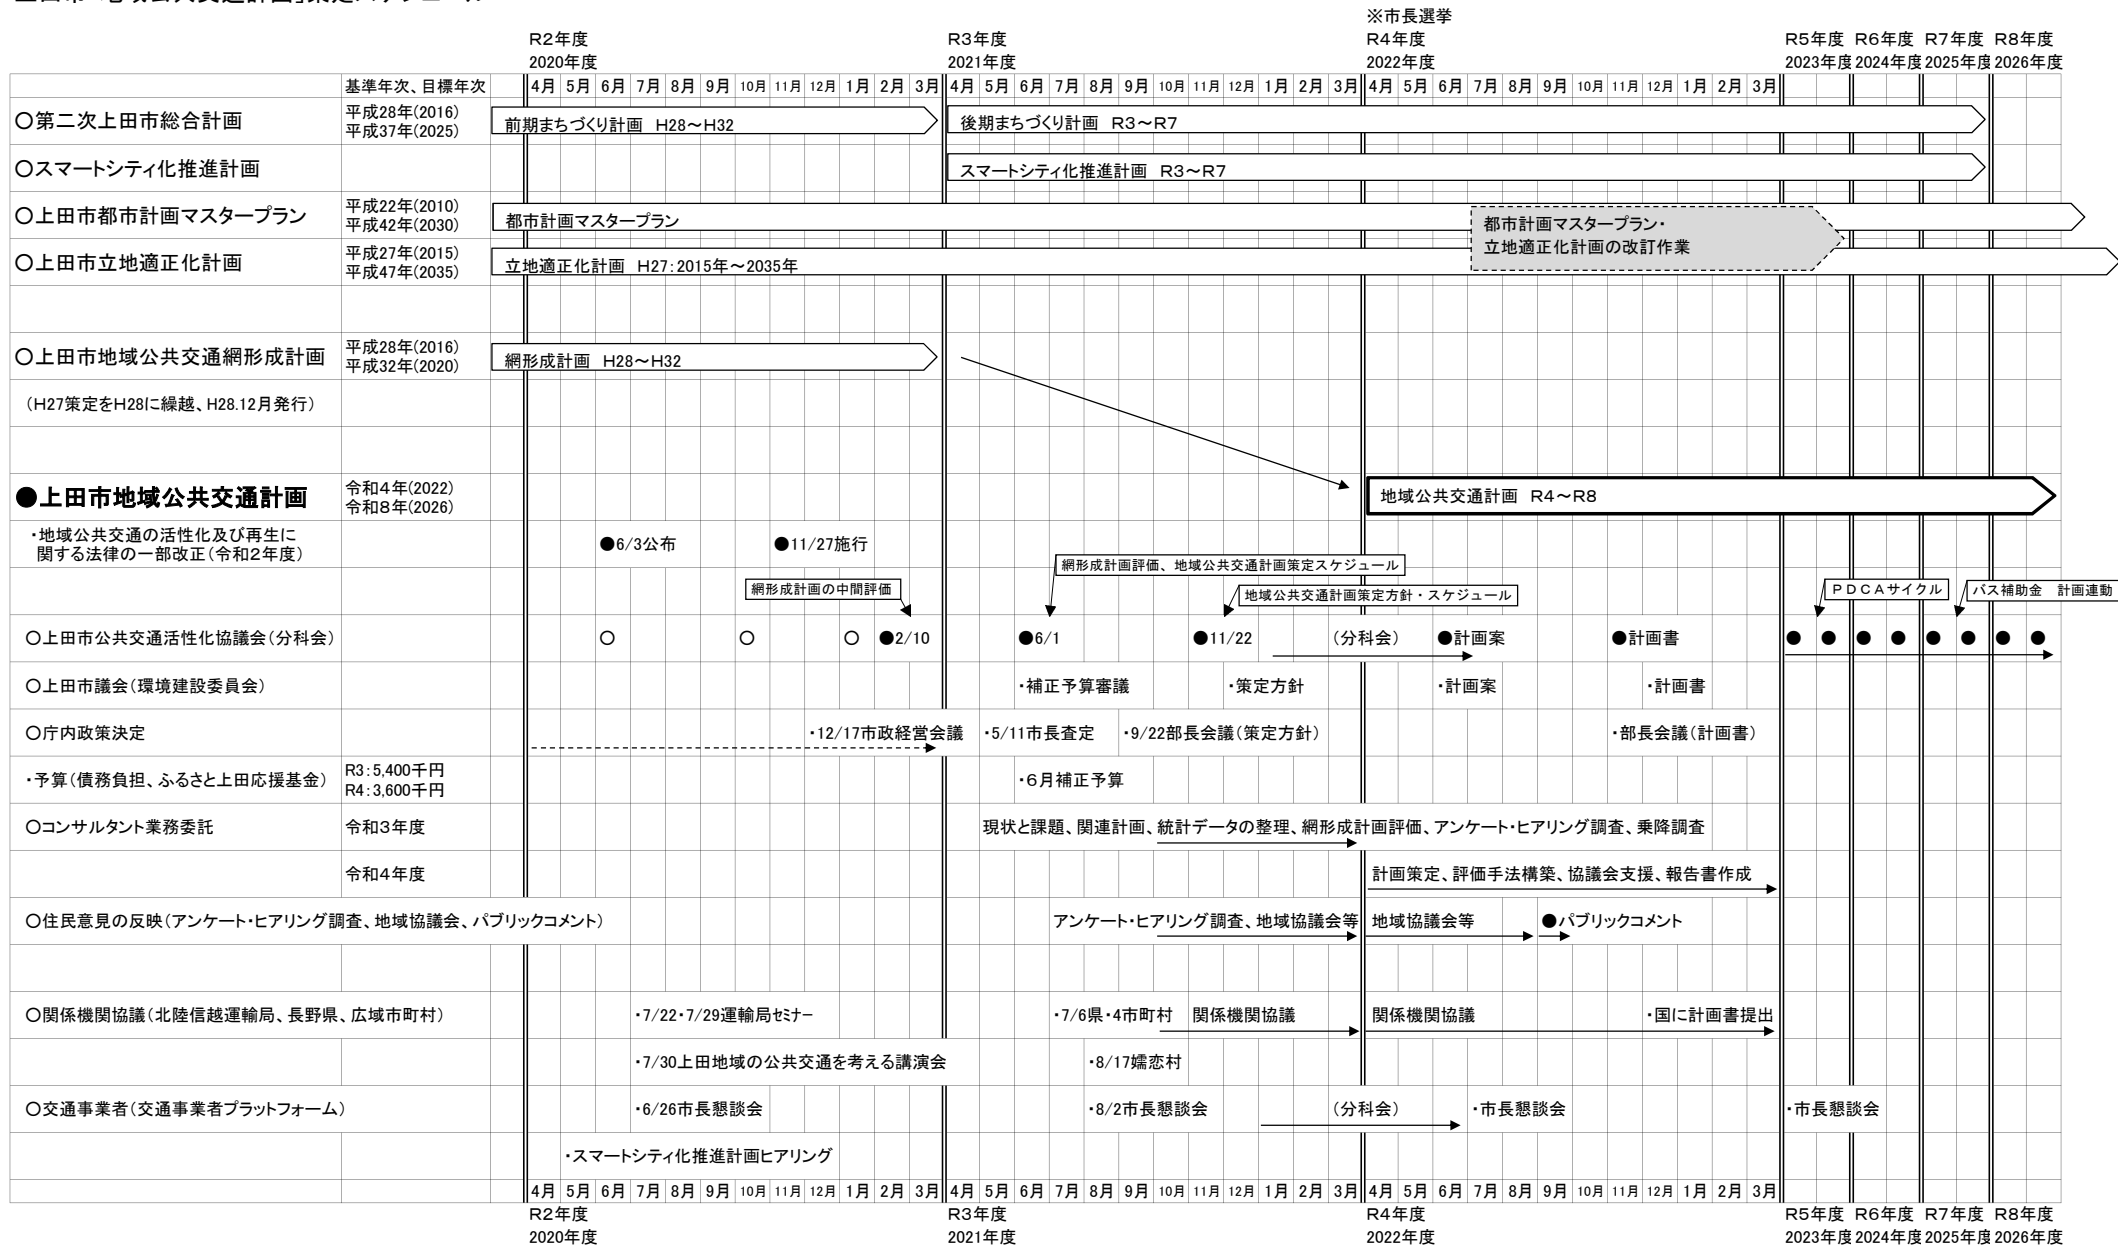 ※市長選挙
R2年度 R3年度 R4年度 R5年度 R6年度 R7年度 R8年度
2020年度 2021年度 2022年度 2023年度 2024年度 2025年度 2026年度
基準年次、目標年次 4月 5月 6月 7月 8月 9月 10月 11月 12月 1月 2月 3月 4月 5月 6月 7月 8月 9月 10月 11月 12月 1月 2月 3月 4月 5月 6月 7月 8月 9月 10月 11月 12月 1月 2月 3月
○第二次上田市総合計画
平成28年(2016)
平成37年(2025)
前期まちづくり計画 H28～H32 後期まちづくり計画 R3～R7
○スマートシティ化推進計画 スマートシティ化推進計画 R3～R7
○上田市都市計画マスタープラン
平成22年(2010)
平成42年(2030)
都市計画マスタープラン
都市計画マスタープラン・
立地適正化計画の改訂作業
○上田市立地適正化計画
平成27年(2015)
平成47年(2035)
立地適正化計画 H27：2015年～2035年
○上田市地域公共交通網形成計画
平成28年(2016)
平成32年(2020)
網形成計画 H28～H32
（H27策定をH28に繰越、H28.12月発行）
●上田市地域公共交通計画
令和4年(2022)
令和8年(2026)
地域公共交通計画 R4～R8
・地域公共交通の活性化及び再生に
関する法律の一部改正（令和2年度）
●6/3公布 ●11/27施行
網形成計画評価、地域公共交通計画策定スケジュール
網形成計画の中間評価 地域公共交通計画策定方針・スケジュール PDCAサイクル バス補助金 計画連動
○上田市公共交通活性化協議会（分科会） ○ ○ ○ ●2/10 ●6/1 ●11/22 （分科会） ●計画案 ●計画書 ● ● ● ● ● ● ● ●
○上田市議会（環境建設委員会） ・補正予算審議 ・策定方針 ・計画案 ・計画書
○庁内政策決定 ・12/17市政経営会議 ・5/11市長査定 ・9/22部長会議（策定方針） ・部長会議（計画書）
・予算（債務負担、ふるさと上田応援基金）
R3：5,400千円
R4：3,600千円
・6月補正予算
○コンサルタント業務委託 令和3年度 現状と課題、関連計画、統計データの整理、網形成計画評価、アンケート・ヒアリング調査、乗降調査
令和4年度 計画策定、評価手法構築、協議会支援、報告書作成
○住民意見の反映（アンケート・ヒアリング調査、地域協議会、パブリックコメント） アンケート・ヒアリング調査、地域協議会等 地域協議会等 ●パブリックコメント
○関係機関協議（北陸信越運輸局、長野県、広域市町村） ・7/22・7/29運輸局セミナー ・7/6県・4市町村 関係機関協議 関係機関協議 ・国に計画書提出
・7/30上田地域の公共交通を考える講演会 ・8/17嬬恋村
○交通事業者（交通事業者プラットフォーム） ・6/26市長懇談会 ・8/2市長懇談会 （分科会） ・市長懇談会 ・市長懇談会
・スマートシティ化推進計画ヒアリング
4月 5月 6月 7月 8月 9月 10月 11月 12月 1月 2月 3月 4月 5月 6月 7月 8月 9月 10月 11月 12月 1月 2月 3月 4月 5月 6月 7月 8月 9月 10月 11月 12月 1月 2月 3月
R2年度 R3年度 R4年度 R5年度 R6年度 R7年度 R8年度
2020年度 2021年度 2022年度 2023年度 2024年度 2025年度 2026年度